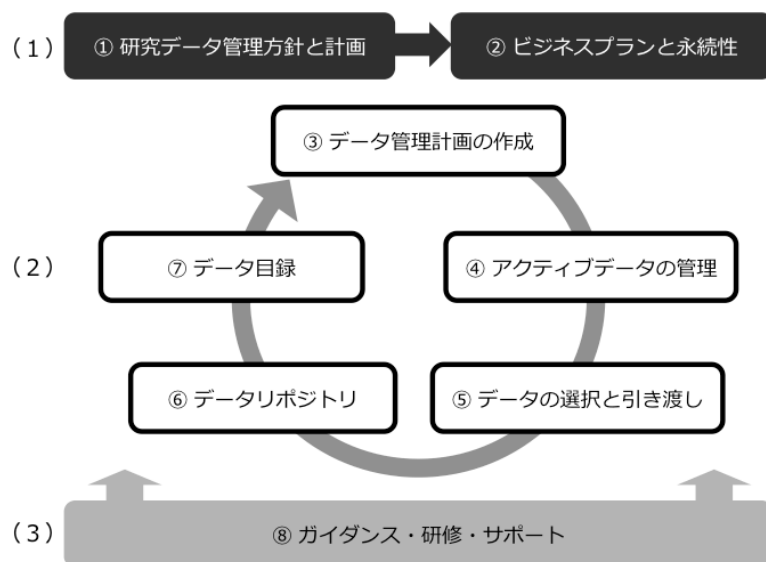 (1)
① 研究データ管理方針と計画
② ビジネスプランと永続性
③ データ管理計画の作成
(2)
⑦ データ目録
④ アクティブデータの管理
⑥ データリポジトリ
⑤ データの選択と引き渡し
(3)
⑧ ガイダンス・研修・サポート